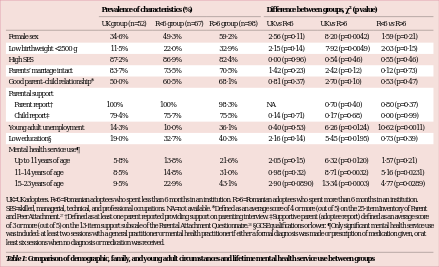 Prevalence of characteristics (%) Difference between groups, χ² (p value)
UK group (n=52) Ro<6 group (n=67) Ro>6 group (n=98) UK vs Ro<6 UK vs Ro>6 Ro<6 vs Ro>6
Female sex 34·6% 49·3% 59·2% 2·56 (p=0·11) 8·20 (p=0·0042) 1·59 (p=0·21)
Low birthweight <2500 g 11·5% 22·0% 32·9% 2·15 (p=0·14) 7·92 (p=0·0049) 2·03 (p=0·15)
High SES 87·2% 86·9% 82·4% 0·00 (p=0·96) 0·54 (p=0·46) 0·55 (p=0·46)
Parents' marriage intact 83·7% 73·5% 70·5% 1·42 (p=0·23) 2·42 (p=0·12) 0·12 (p=0·73)
Good parent–child relationship* 50·0% 60·5% 68·1% 0·81 (p=0·37) 2·70 (p=0·10) 0·53 (p=0·47)
Parental support
Parent report† 100% 100% 98·3% NA 0·70 (p=0·40) 0·80 (p=0·37)
Child report‡ 79·4% 75·7% 75·5% 0·14 (p=0·71) 0·17 (p=0·68) 0·00 (p=0·99)
Young adult unemployment 14·3% 10·0% 36·1% 0·40 (p=0·53) 6·26 (p=0·0124) 10·62 (p=0·0011)
Low education§ 19·0% 32·7% 40·3% 2·16 (p=0·14) 5·45 (p=0·0195) 0·73 (p=0·39)
Mental health service use¶
Up to 11 years of age 5·8% 13·8% 21·6% 2·05 (p=0·15) 6·32 (p=0·0120) 1·57 (p=0·21)
11–14 years of age 8·5% 14·8% 31·0% 0·98 (p=0·32) 8·71 (p=0·0032) 5·16 (p=0·0231)
15–23 years of age 9·5% 22·9% 43·1% 2·90 (p=0·0890) 13·34 (p=0·0003) 4·77 (p=0·0289)
UK=UK adoptees. Ro<6=Romanian adoptees who spent less than 6 months in an institution. Ro>6=Romanian adoptees who spent more than 6 months in an institution.
SES=skilled, managerial, technical, and professional occupations. NA=not available. *Defined as an average score of 4 or more (out of 5) on the 25-item Inventory of Parent
and Peer Attachment. †Defined as at least one parent reported providing support on parenting interview. ‡Supportive parent (adoptee report) defined as an average score
of 3 or more (out of 5) on the 13-item support subscale of the Parental Attachment Questionnaire. §GCSE qualifications or lower. ¶Only significant mental health service use
was included: at least two sessions with a general practitioner or mental health practitioner if either a formal diagnosis was made or prescription of medication given, or at
least six sessions when no diagnosis or medication was received.
Table 1: Comparison of demographic, family, and young adult circumstances and lifetime mental health service use between groups